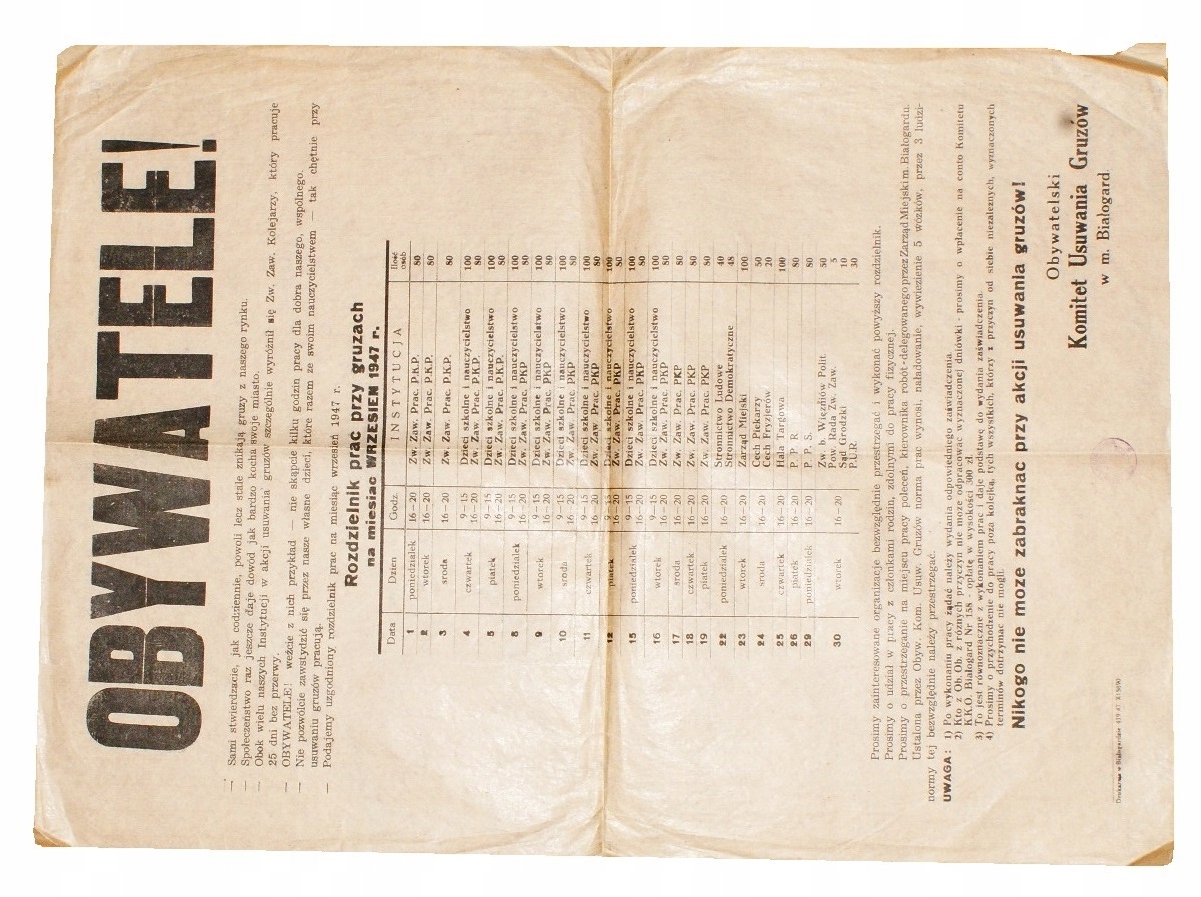 OBYWATELE!
— Sami stwierdzacie, jak codziennie, powoli lecz stale znikają gruzy z naszego rynku.
— Społeczeństwo raz jeszcze daje dowód jak bardzo kocha swoje miasto.
— Obok wielu naszych Instytucji w akcji usuwania gruzów szczególnie wyróżnił się Zw. Zaw. Kolejarzy, który pracuje
25 dni bez przerwy.
— OBYWATELE! weźcie z nich przykład — nie skąpcie kilku godzin pracy dla dobra naszego, wspólnego.
— Nie pozwólcie zawstydzić się przez nasze własne dzieci, które razem ze swoim nauczycielstwem — tak chętnie przy
usuwaniu gruzów pracują.
— Podajemy uzgodniony rozdzielnik prac na miesiąc wrzesień 1947 r.
Rozdzielnik prac przy gruzach
na miesiac WRZESIEŃ 1947 r.
Data Dzień Godz. INSTYTUCJA Ilość osób
1 poniedziałek 16—20 Zw. Zaw. Prac. P.K.P. 80
2 wtorek 16—20 Zw. Zaw. Prac. P.K.P. 80
3 środa 16—20 Zw. Zaw. Prac. P.K.P. 80
4 czwartek 9—15 Dzieci szkolne i nauczycielstwo 100
16—20 Zw. Zaw. Prac. P.K.P. 80
5 piątek 9—15 Dzieci szkolne i nauczycielstwo 100
16—20 Zw. Zaw. Prac. P.K.P. 80
8 poniedziałek 9—15 Dzieci szkolne i nauczycielstwo 100
16—20 Zw. Zaw. Prac. PKP 80
9 wtorek 9—15 Dzieci szkolne i nauczycielstwo 100
16—20 Zw. Zaw. Prac. PKP 80
10 środa 9—15 Dzieci szkolne i nauczycielstwo 100
16—20 Zw. Zaw. Prac. PKP 80
11 czwartek 9—15 Dzieci szkolne i nauczycielstwo 100
16—20 Zw. Zaw. Prac. PKP 80
12 piątek 9—15 Dzieci szkolne i nauczycielstwo 100
16—20 Zw. Zaw. Prac. PKP 80
15 poniedziałek 9—15 Dzieci szkolne i nauczycielstwo 100
16—20 Zw. Zaw. Prac. PKP 80
16 wtorek 9—15 Dzieci szkolne i nauczycielstwo 100
16—20 Zw. Zaw. Prac. PKP 80
17 środa 16—20 Zw. Zaw. Prac. PKP 80
18 czwartek 16—20 Zw. Zaw. Prac. PKP 80
19 piątek 16—20 Zw. Zaw. Prac. PKP 80
22 poniedziałek 16—20 Stronnictwo Ludowe 40
Stronnictwo Demokratyczne 48
23 wtorek 16—20 Zarząd Miejski 100
24 środa 16—20 Cech Piekarzy 50
Cech Fryzjerow 20
25 czwartek 16—20 Hala Targowa 100
26 piątek 16—20 P. P. R 80
29 poniedziałek 16—20 P. P. S. 80
30 wtorek 16—20 Zw. b. Więzniów Polit. 50
Pow. Rada Zw. Zaw. 5
Sąd Grodzki 10
P.U.R. 30
Prosimy zainteresowane organizacje bezwzględnie przestrzegać i wykonać powyższy rozdzielnik.
Prosimy o udział w pracy z członkami rodzin, zdolnymi do pracy fizycznej.
Prosimy o przestrzeganie na miejscu pracy poleceń, kierownika robót - delegowanego przez Zarząd Miejski m. Białogardu.
Ustalona przez Obyw. Kom. Usuw. Gruzów norma prac wynosi, naładowanie, wywiezienie 5 wózków, przez 3 ludzi-
normy tej bezwzględnie należy przestrzegać.
UWAGA: 1) Po wykonaniu pracy żądać należy wydania odpowiedniego zaświadczenia.
2) Kto z Ob. Ob. z różnych przyczyn nie może odpracować wyznaczonej dniówki - prosimy o wpłacenie na conto Komitetu
K.K.O. Białogard Nr 158 - opłatę w wysokości 300 zł.
3) To jest równoznaczne z wykonaniem prac i daje podstawę do wydania zaświadczenia.
4) Prosimy o przychodzenie do pracy poza kolejką, tych wszystkich, którzy z przyczyn od siebie niezależnych, wyznaczonych
terminów dotrzymac nie mogli.
Nikogo nie może zabraknąć przy akcji usuwania gruzów!
Obywatelski
Komitet Usuwania Gruzów
w m. Białogard.
Drukarnia w Białogardzie